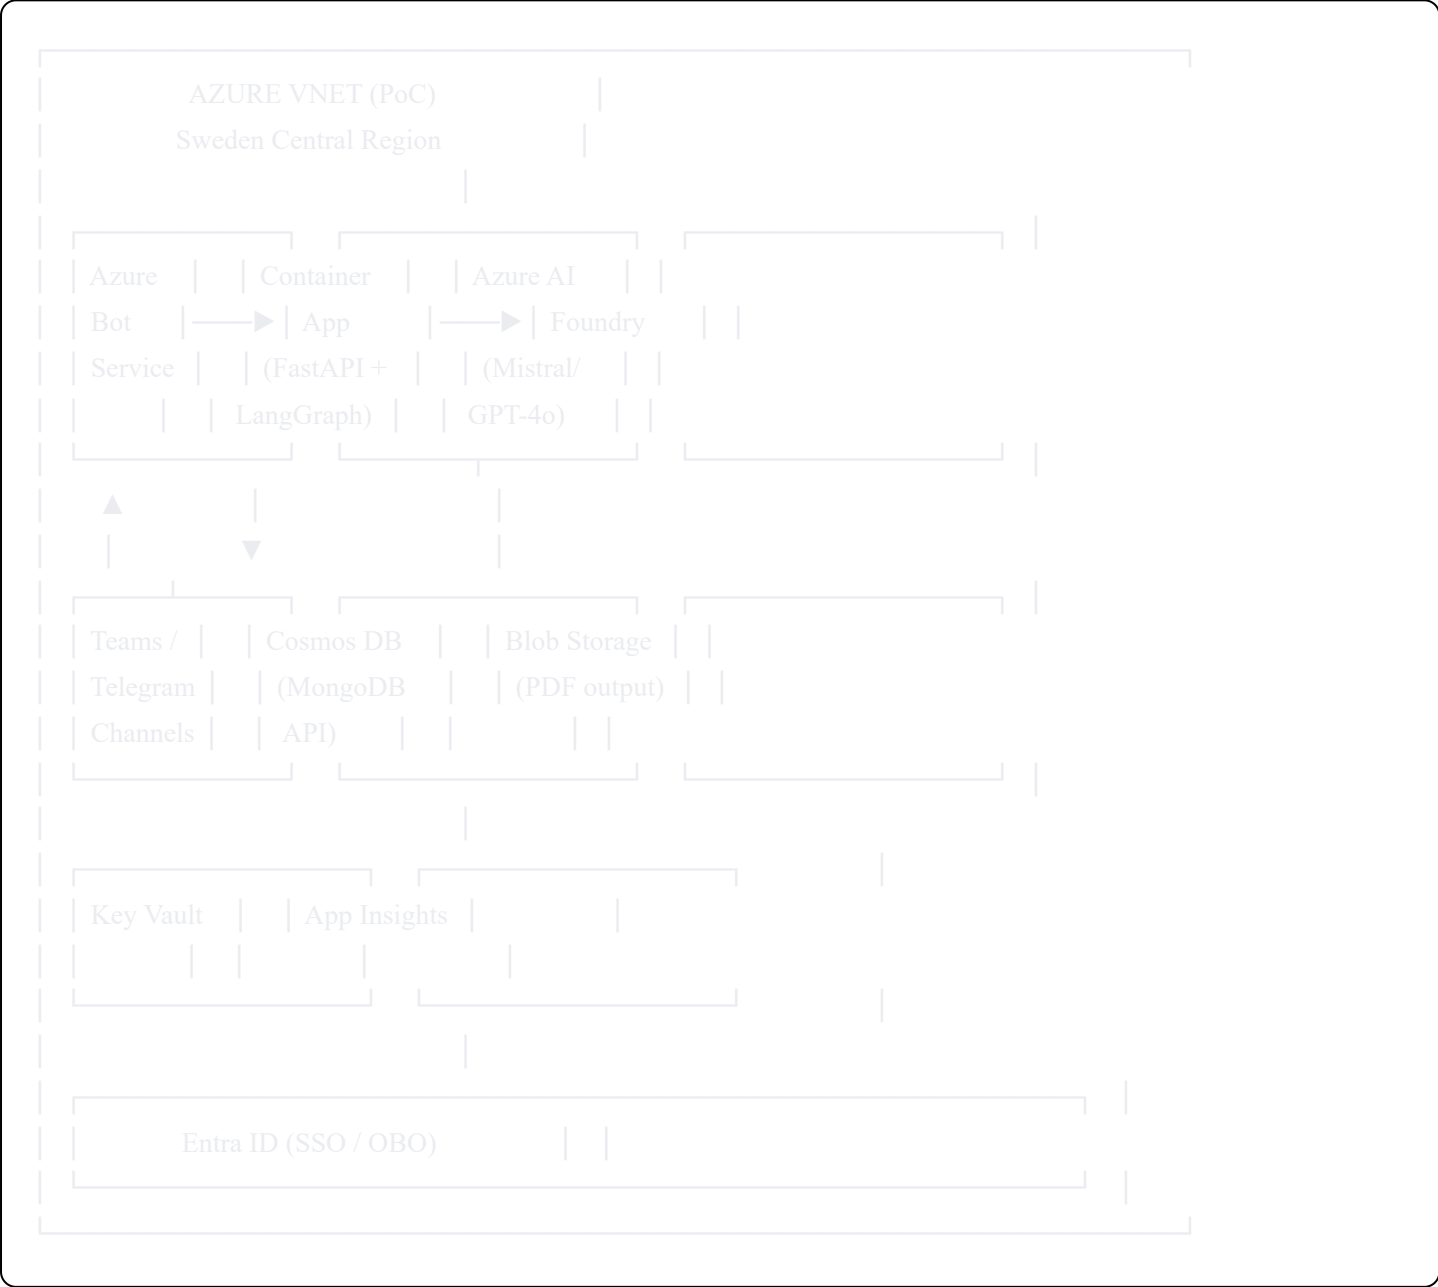 AZURE VNET (PoC)
Sweden Central Region
Azure Container Azure AI
Bot App Foundry
Service (FastAPI + (Mistral/
LangGraph) GPT-4o)
Teams / Cosmos DB Blob Storage
Telegram (MongoDB (PDF output)
Channels API)
Key Vault App Insights
Entra ID (SSO / OBO)